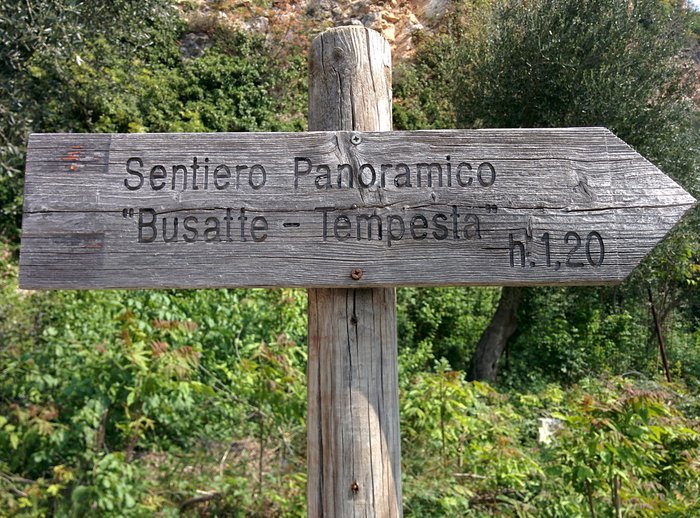 Sentiero Panoramico
"Busatte - Tempesta"
h.1,20